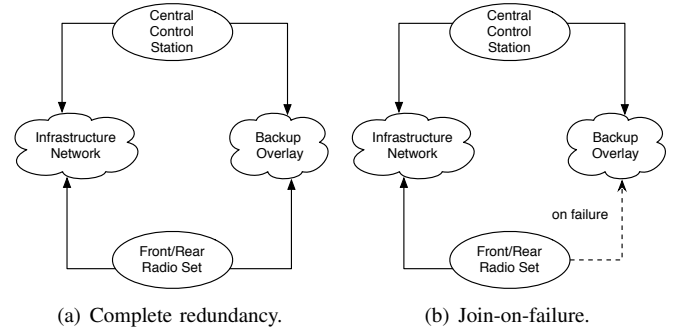 Central
Control
Station
Infrastructure
Network
Backup
Overlay
Front/Rear
Radio Set
(a) Complete redundancy.
Central
Control
Station
Infrastructure
Network
Backup
Overlay
on failure
Front/Rear
Radio Set
(b) Join-on-failure.